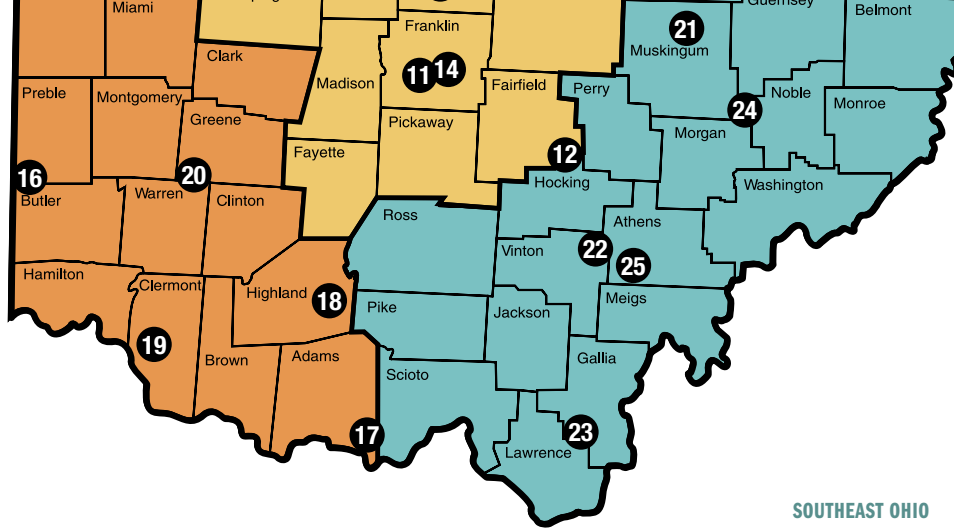 Miami
Franklin
Guernsey
Belmont
21
Muskingum
Clark
11
14
Madison
Fairfield
Perry
Preble
Montgomery
Noble
Monroe
24
Greene
Pickaway
Morgan
Fayette
12
16
20
Hocking
Washington
Butler
Warren
Clinton
Ross
Athens
22
Vinton
25
Hamilton
Clermont
Highland
18
Pike
Jackson
Meigs
19
Brown
Adams
Scioto
Gallia
17
23
Lawrence
SOUTHEAST OHIO